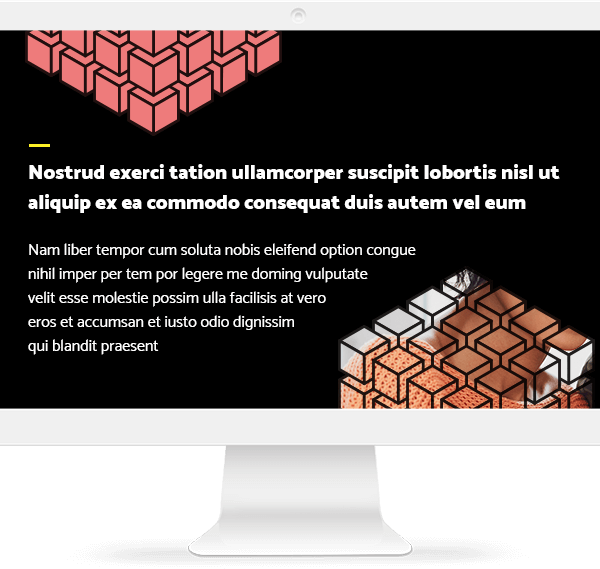 Nostrud exerci tation ullamcorper suscipit lobortis nisl ut
aliquip ex ea commodo consequat duis autem vel eum
Nam liber tempor cum soluta nobis eleifend option congue
nihil imper per tem por legere me doming vulputate
velit esse molestie possim ulla facilisis at vero
eros et accumsan et iusto odio dignissim
qui blandit praesent